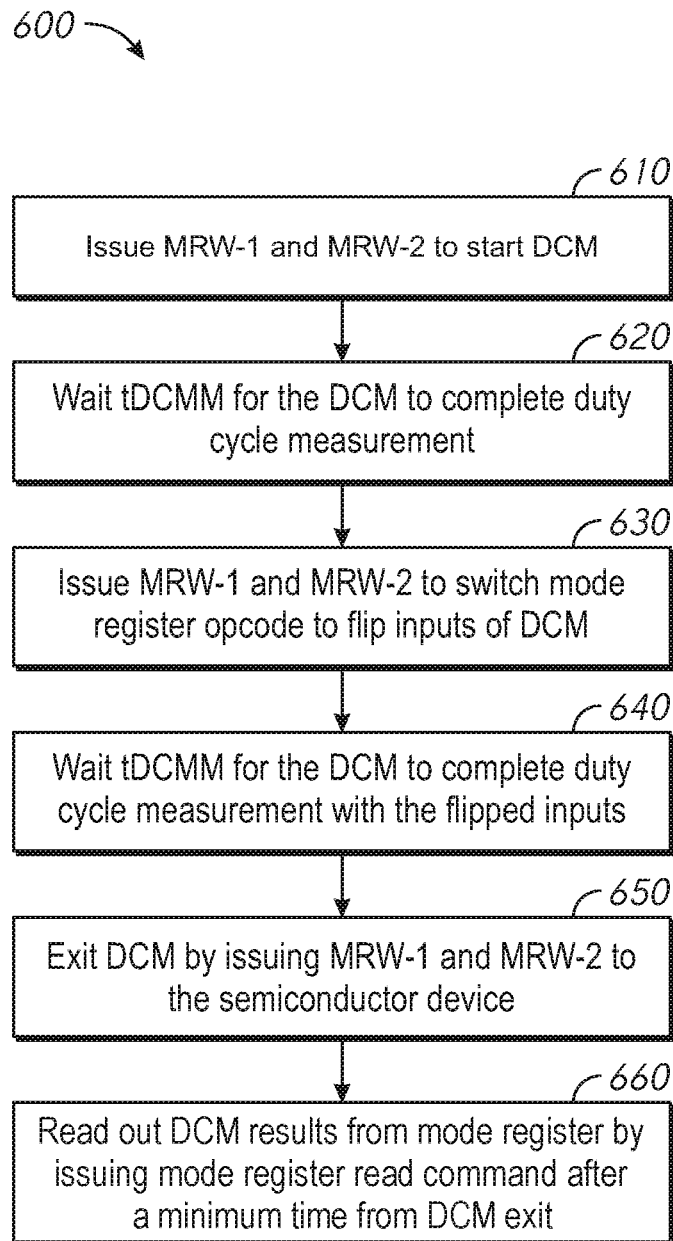 600
610
Issue MRW-1 and MRW-2 to start DCM
620
Wait tDCMM for the DCM to complete duty
cycle measurement
630
Issue MRW-1 and MRW-2 to switch mode
register opcode to flip inputs of DCM
640
Wait tDCMM for the DCM to complete duty
cycle measurement with the flipped inputs
650
Exit DCM by issuing MRW-1 and MRW-2 to
the semiconductor device
660
Read out DCM results from mode register by
issuing mode register read command after
a minimum time from DCM exit